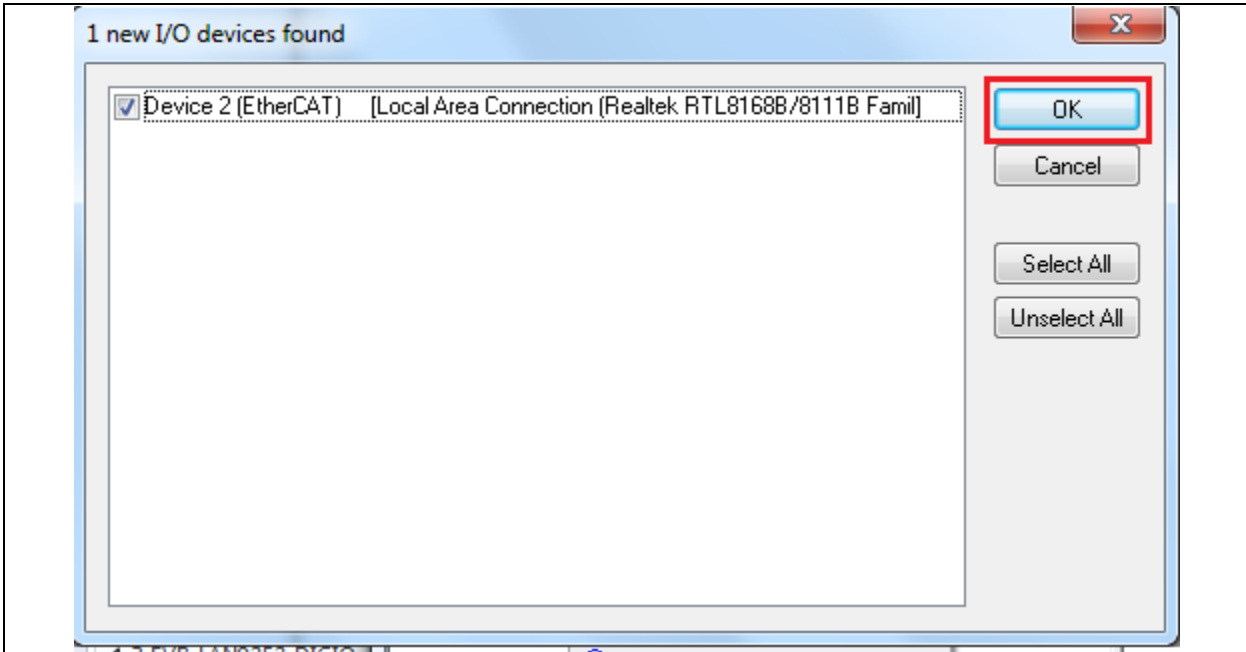 1 new I/O devices found
Device 2 (EtherCAT) [Local Area Connection (Realtek RTL8168B/8111B Famil]
OK
Cancel
Select All
Unselect All